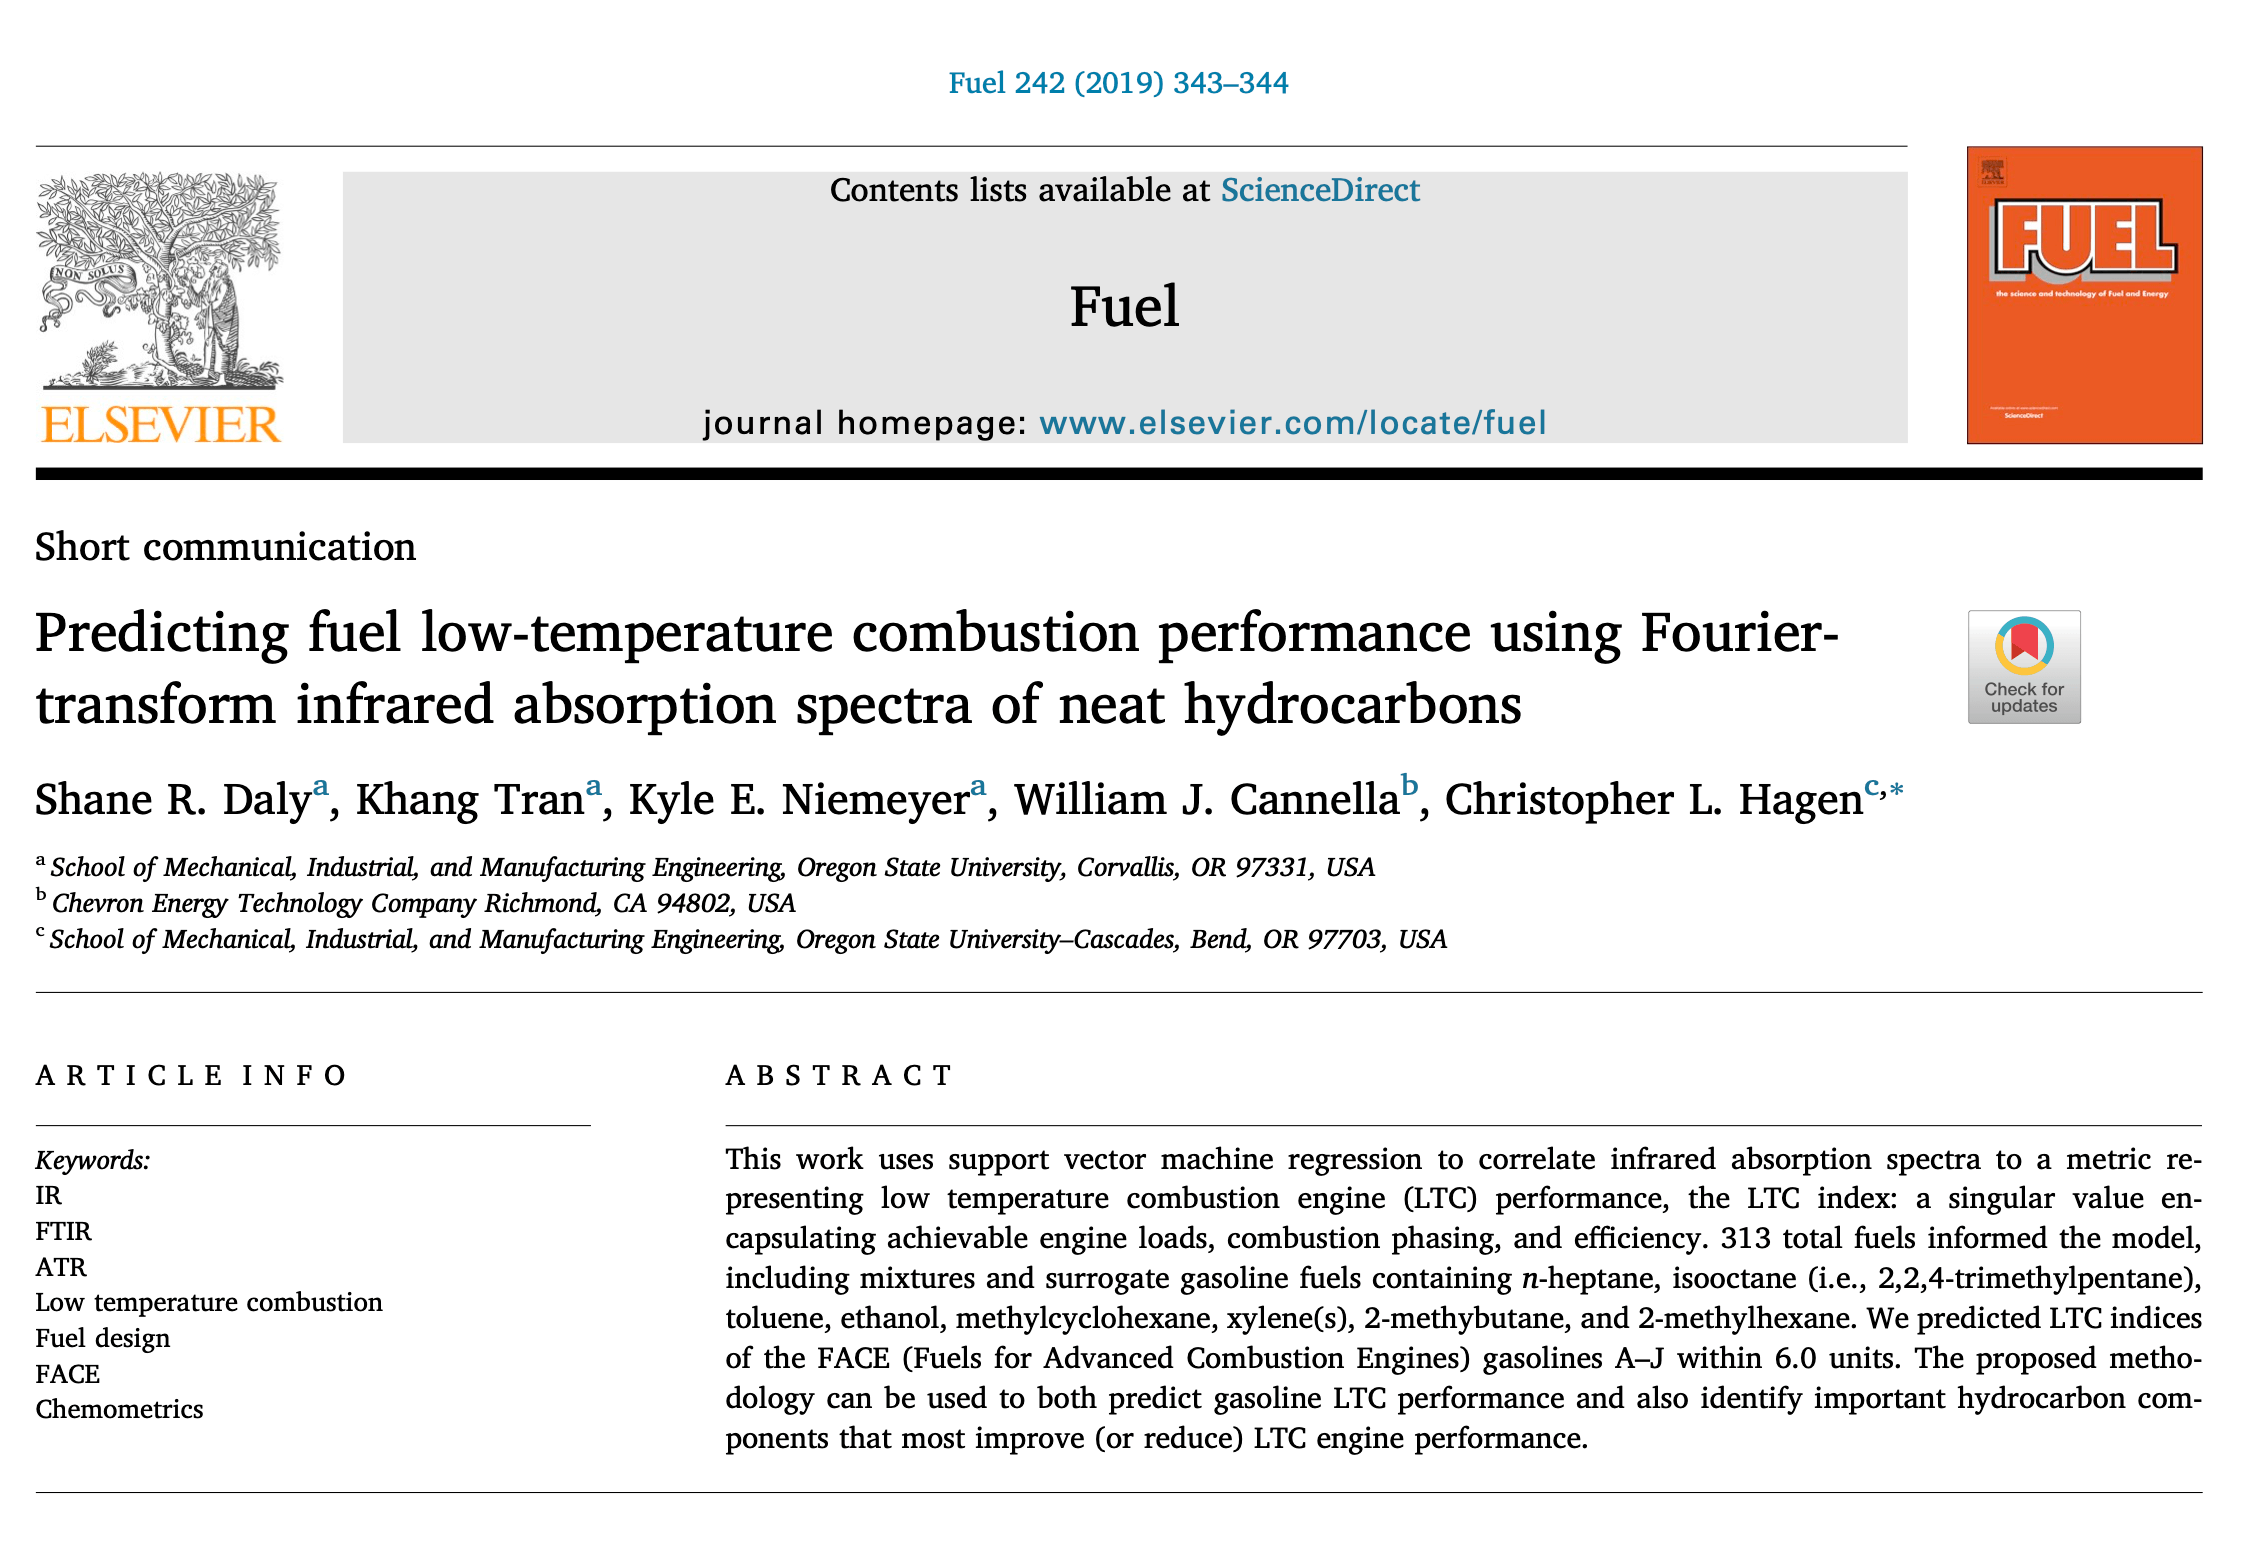 Fuel 242 (2019) 343–344
NON SOLUS
ELSEVIER
Contents lists available at ScienceDirect
Fuel
journal homepage: www.elsevier.com/locate/fuel
FUEL
the science and technology of Fuel and Energy
ScienceDirect
Short communication
Predicting fuel low-temperature combustion performance using Fourier-
transform infrared absorption spectra of neat hydrocarbons
Check for
updates
Shane R. Daly a, Khang Tran a, Kyle E. Niemeyer a, William J. Cannella b, Christopher L. Hagen c,*
a School of Mechanical, Industrial, and Manufacturing Engineering, Oregon State University, Corvallis, OR 97331, USA
b Chevron Energy Technology Company Richmond, CA 94802, USA
c School of Mechanical, Industrial, and Manufacturing Engineering, Oregon State University–Cascades, Bend, OR 97703, USA
ARTICLE INFO
Keywords:
IR
FTIR
ATR
Low temperature combustion
Fuel design
FACE
Chemometrics
ABSTRACT
This work uses support vector machine regression to correlate infrared absorption spectra to a metric re-
presenting low temperature combustion engine (LTC) performance, the LTC index: a singular value en-
capsulating achievable engine loads, combustion phasing, and efficiency. 313 total fuels informed the model,
including mixtures and surrogate gasoline fuels containing n-heptane, isooctane (i.e., 2,2,4-trimethylpentane),
toluene, ethanol, methylcyclohexane, xylene(s), 2-methybutane, and 2-methylhexane. We predicted LTC indices
of the FACE (Fuels for Advanced Combustion Engines) gasolines A–J within 6.0 units. The proposed metho-
dology can be used to both predict gasoline LTC performance and also identify important hydrocarbon com-
ponents that most improve (or reduce) LTC engine performance.